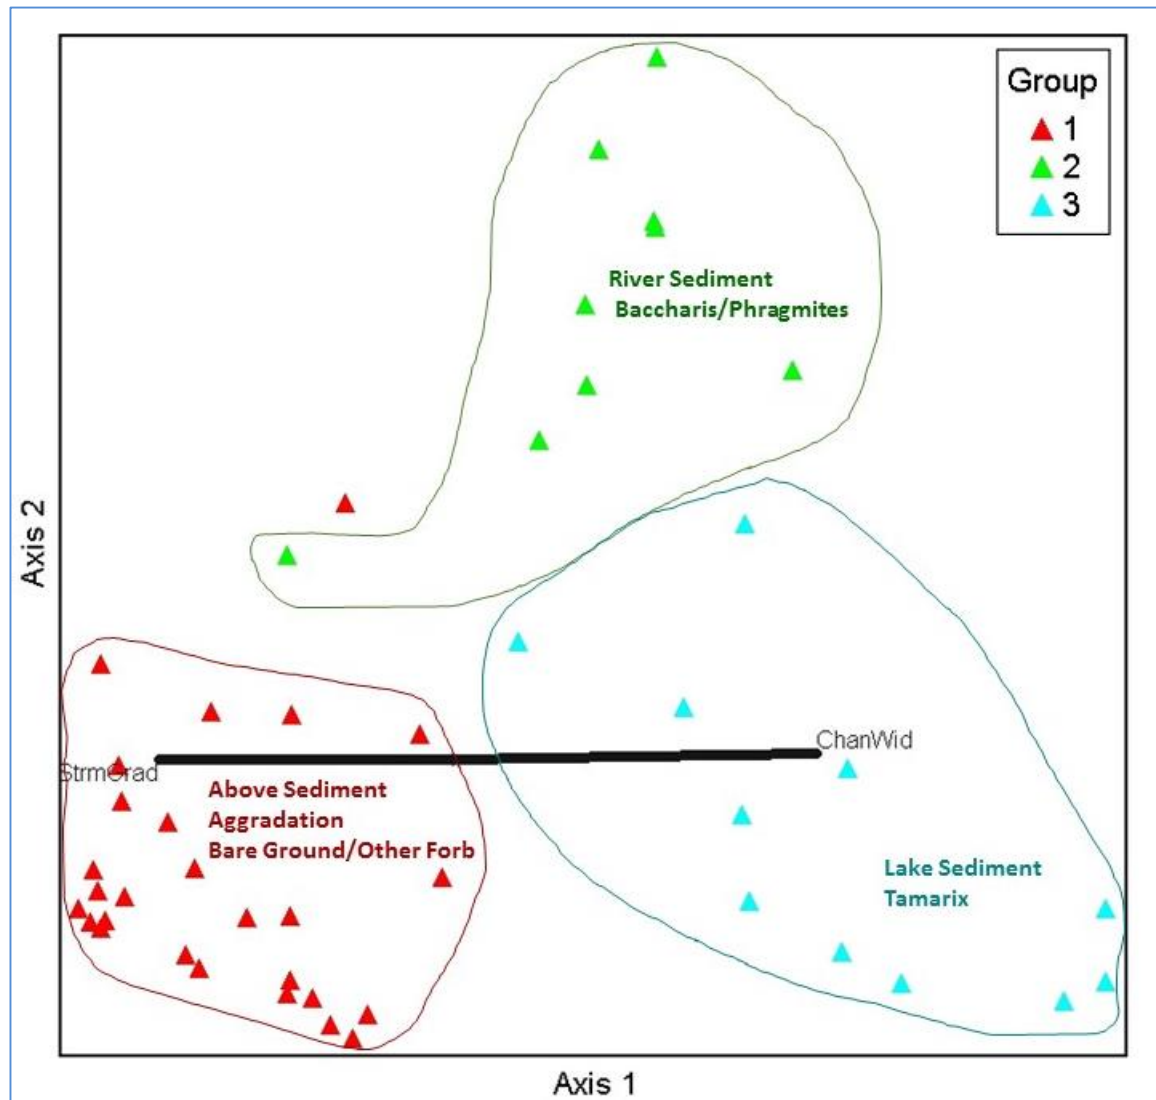 Group
1
2
3
River Sediment
Baccharis/Phragmites
Axis 2
ChanWid
StrmGrad
Above Sediment
Aggradation
Bare Ground/Other Forb
Lake Sediment
Tamarix
Axis 1